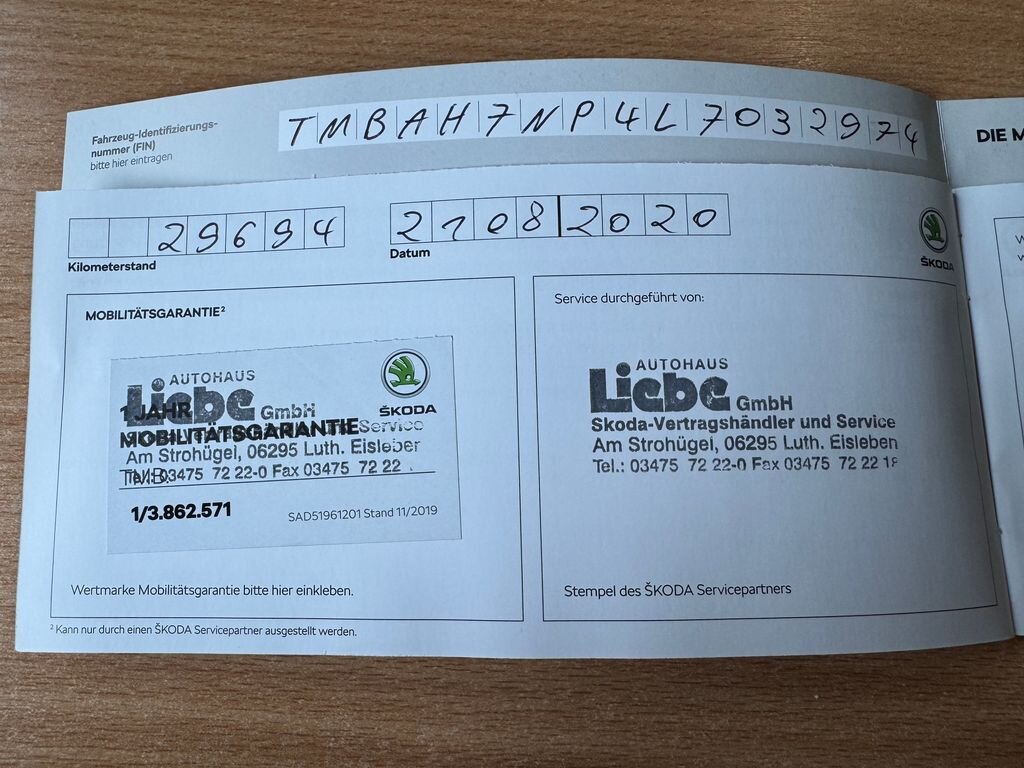 Fahrzeug-Identifizierungs-
nummer (FIN)
bitte hier eintragen
TMBAH7NP4L7032974
DIE M
29694
Kilometerstand
21082020
Datum
ŠKODA
MOBILITÄTSGARANTIE²
AUTOHAUS
Liebe GmbH
1 JAHR
ŠKODA
MOBILITÄTSGARANTIE Service
Am Strohügel, 06295 Luth. Eisleben
Tel.: 03475 72 22-0 Fax 03475 72 22
TMB
1/3.862.571
SAD51961201 Stand 11/2019
Wertmarke Mobilitätsgarantie bitte hier einkleben.
² Kann nur durch einen ŠKODA Servicepartner ausgestellt werden.
Service durchgeführt von:
AUTOHAUS
Liebe GmbH
Skoda-Vertragshändler und Service
Am Strohügel, 06295 Luth. Eisleben
Tel.: 03475 72 22-0 Fax 03475 72 22 18
Stempel des ŠKODA Servicepartners